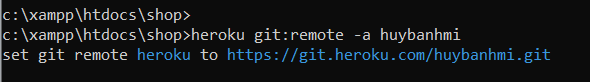 c:\xampp\htdocs\shop>
c:\xampp\htdocs\shop>heroku git:remote -a huybanhmi
set git remote heroku to https://git.heroku.com/huybanhmi.git